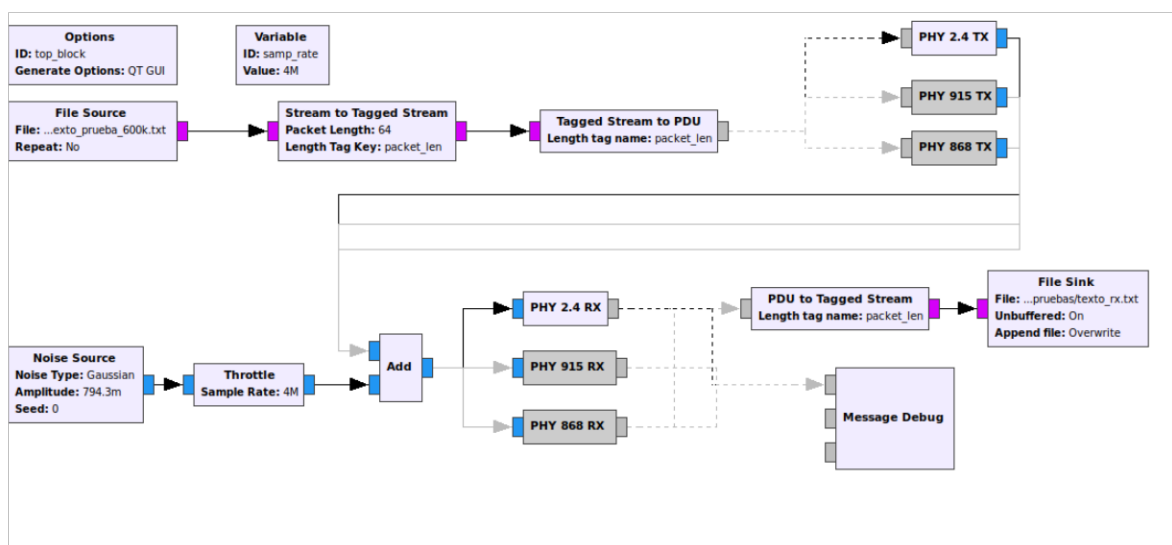 Options
ID: top_block
Generate Options: QT GUI
Variable
ID: samp_rate
Value: 4M
File Source
File: ...exto_prueba_600k.txt
Repeat: No
Stream to Tagged Stream
Packet Length: 64
Length Tag Key: packet_len
Tagged Stream to PDU
Length tag name: packet_len
PHY 2.4 TX
PHY 915 TX
PHY 868 TX
Noise Source
Noise Type: Gaussian
Amplitude: 794.3m
Seed: 0
Throttle
Sample Rate: 4M
Add
PHY 2.4 RX
PHY 915 RX
PHY 868 RX
PDU to Tagged Stream
Length tag name: packet_len
File Sink
File: ...pruebas/texto_rx.txt
Unbuffered: On
Append file: Overwrite
Message Debug